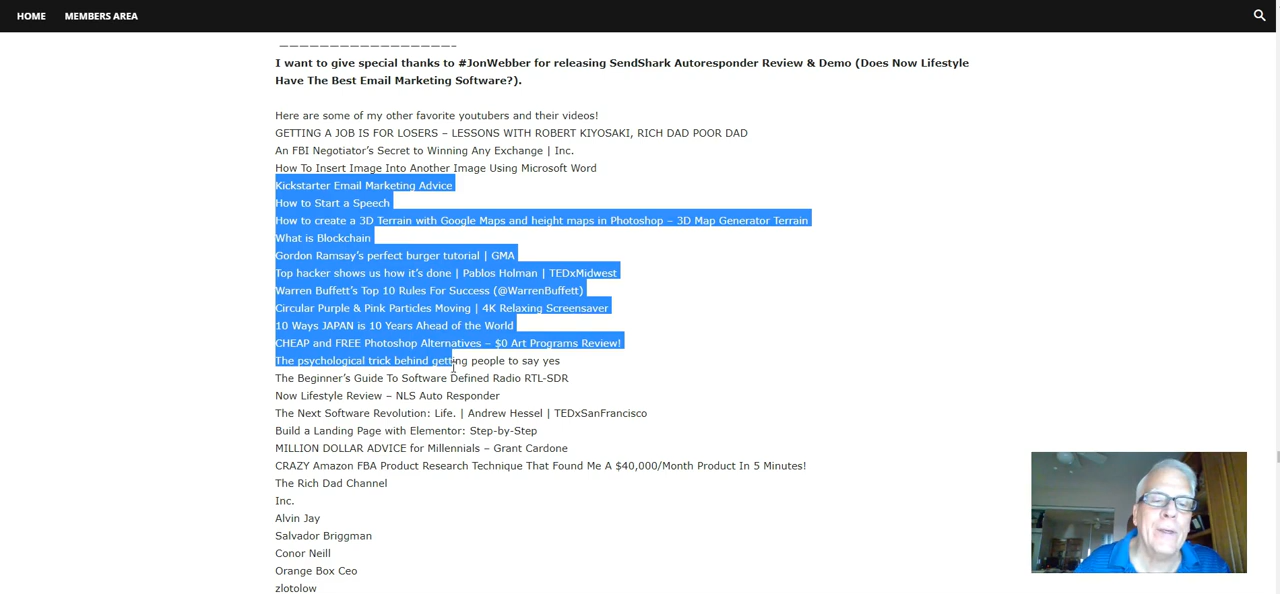 HOME MEMBERS AREA
——————————————————–
I want to give special thanks to #JonWebber for releasing SendShark Autoresponder Review & Demo (Does Now Lifestyle
Have The Best Email Marketing Software?).
Here are some of my other favorite youtubers and their videos!
GETTING A JOB IS FOR LOSERS – LESSONS WITH ROBERT KIYOSAKI, RICH DAD POOR DAD
An FBI Negotiator’s Secret to Winning Any Exchange | Inc.
How To Insert Image Into Another Image Using Microsoft Word
Kickstarter Email Marketing Advice
How to Start a Speech
How to create a 3D Terrain with Google Maps and height maps in Photoshop – 3D Map Generator Terrain
What is Blockchain
Gordon Ramsay’s perfect burger tutorial | GMA
Top hacker shows us how it’s done | Pablos Holman | TEDxMidwest
Warren Buffett’s Top 10 Rules For Success (@WarrenBuffett)
Circular Purple & Pink Particles Moving | 4K Relaxing Screensaver
10 Ways JAPAN is 10 Years Ahead of the World
CHEAP and FREE Photoshop Alternatives – $0 Art Programs Review!
The psychological trick behind getting people to say yes
The Beginner’s Guide To Software Defined Radio RTL-SDR
Now Lifestyle Review – NLS Auto Responder
The Next Software Revolution: Life. | Andrew Hessel | TEDxSanFrancisco
Build a Landing Page with Elementor: Step-by-Step
MILLION DOLLAR ADVICE for Millennials – Grant Cardone
CRAZY Amazon FBA Product Research Technique That Found Me A $40,000/Month Product In 5 Minutes!
The Rich Dad Channel
Inc.
Alvin Jay
Salvador Briggman
Conor Neill
Orange Box Ceo
zlotolow